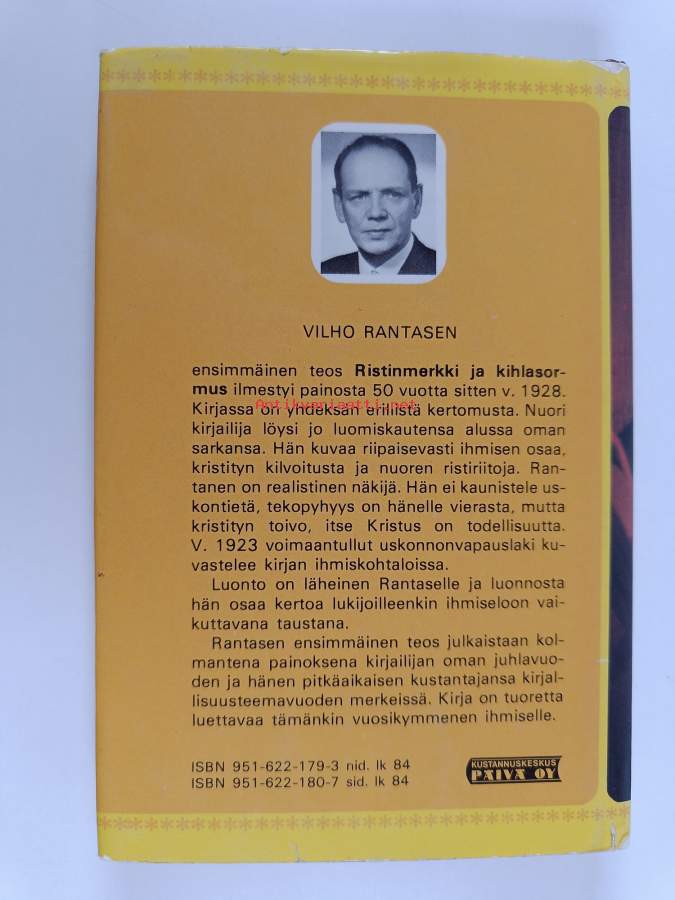 VILHO RANTASEN
ensimmäinen teos Ristinmerkki ja kihlasor-
mus ilmestyi painosta 50 vuotta sitten v. 1928.
Antikvariaatti.net
Kirjassa on yhdeksän erillistä kertomusta. Nuori
kirjailija löysi jo luomiskautensa alussa oman
sarkansa. Hän kuvaa riipaisevasti ihmisen osaa,
kristityn kilvoitusta ja nuoren ristiriitoja. Ran-
tanen on realistinen näkijä. Hän ei kaunistele us-
kontietä, tekopyhyys on hänelle vierasta, mutta
kristityn toivo, itse Kristus on todellisuutta.
V. 1923 voimaantullut uskonnonvapauslaki ku-
vastelee kirjan ihmiskohtaloissa.
Luonto on läheinen Rantaselle ja luonnosta
hän osaa kertoa lukijoilleenkin ihmiseloon vai-
kuttavana taustana.
Rantasen ensimmäinen teos julkaistaan kol-
mantena painoksena kirjailijan oman juhlavuo-
den ja hänen pitkäaikaisen kustantajansa kirjal-
lisuusteemavuoden merkeissä. Kirja on tuoretta
luettavaa tämänkin vuosikymmenen ihmiselle.
ISBN 951-622-179-3 nid. lk 84
ISBN 951-622-180-7 sid. lk 84
KUSTANNUSKESKUS
PÄIVÄ OY